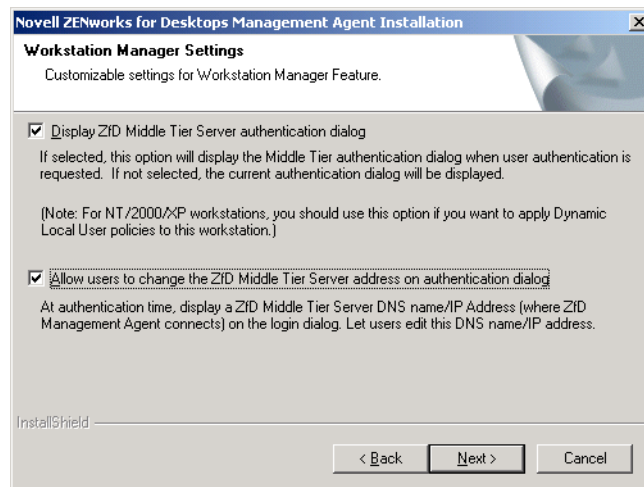 Novell ZENworks for Desktops Management Agent Installation
Workstation Manager Settings
Customizable settings for Workstation Manager Feature.
Display ZfD Middle Tier Server authentication dialog
If selected, this option will display the Middle Tier authentication dialog when user authentication is
requested. If not selected, the current authentication dialog will be displayed.
(Note: For NT/2000/XP workstations, you should use this option if you want to apply Dynamic
Local User policies to this workstation.)
Allow users to change the ZfD Middle Tier Server address on authentication dialog
At authentication time, display a ZfD Middle Tier Server DNS name/IP Address (where ZfD
Management Agent connects) on the login dialog. Let users edit this DNS name/IP address.
InstallShield
< Back Next > Cancel